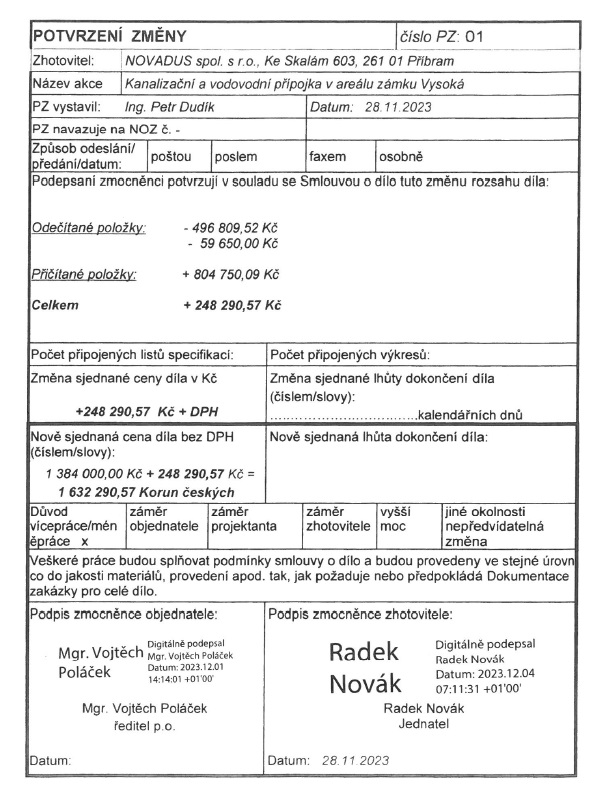 POTVRZENÍ ZMĚNY číslo PZ: 01
Zhotovitel: NOVADUS spol. s r.o., Ke Skalám 603, 261 01 Příbram
Název akce Kanalizační a vodovodní přípojka v areálu zámku Vysoká
PZ vystavil: Ing. Petr Dudík Datum: 28.11.2023
PZ navazuje na NOZ č. -
Způsob odeslání/
předání/datum: poštou poslem faxem osobně
Podepsaní zmocněnci potvrzují v souladu se Smlouvou o dílo tuto změnu rozsahu díla:
Odečítané položky: - 496 809,52 Kč
- 59 650,00 Kč
Přičítané položky: + 804 750,09 Kč
Celkem + 248 290,57 Kč
Počet připojených listů specifikací: Počet připojených výkresů:
Změna sjednané ceny díla v Kč
+248 290,57 Kč + DPH
Změna sjednané lhůty dokončení díla
(číslem/slovy):
....................................kalendářních dnů
Nově sjednaná cena díla bez DPH
(číslem/slovy):
1 384 000,00 Kč + 248 290,57 Kč =
1 632 290,57 Korun českých
Nově sjednaná lhůta dokončení díla:
Důvod
vícepráce/mén
ěpráce x
záměr
objednatele
záměr
projektanta
záměr
zhotovitele
vyšší
moc
jiné okolnosti
nepředvídatelná
změna
Veškeré práce budou splňovat podmínky smlouvy o dílo a budou provedeny ve stejné úrovn
co do jakosti materiálů, provedení apod. tak, jak požaduje nebo předpokládá Dokumentace
zakázky pro celé dílo.
Podpis zmocněnce objednatele:
Mgr. Vojtěch
Poláček
Digitálně podepsal
Mgr. Vojtěch Poláček
Datum: 2023.12.01
14:14:01 +01'00'
Mgr. Vojtěch Poláček
ředitel p.o.
Datum:
Podpis zmocněnce zhotovitele:
Radek
Novák
Digitálně podepsal
Radek Novák
Datum: 2023.12.04
07:11:31 +01'00'
Radek Novák
Jednatel
Datum: 28.11.2023